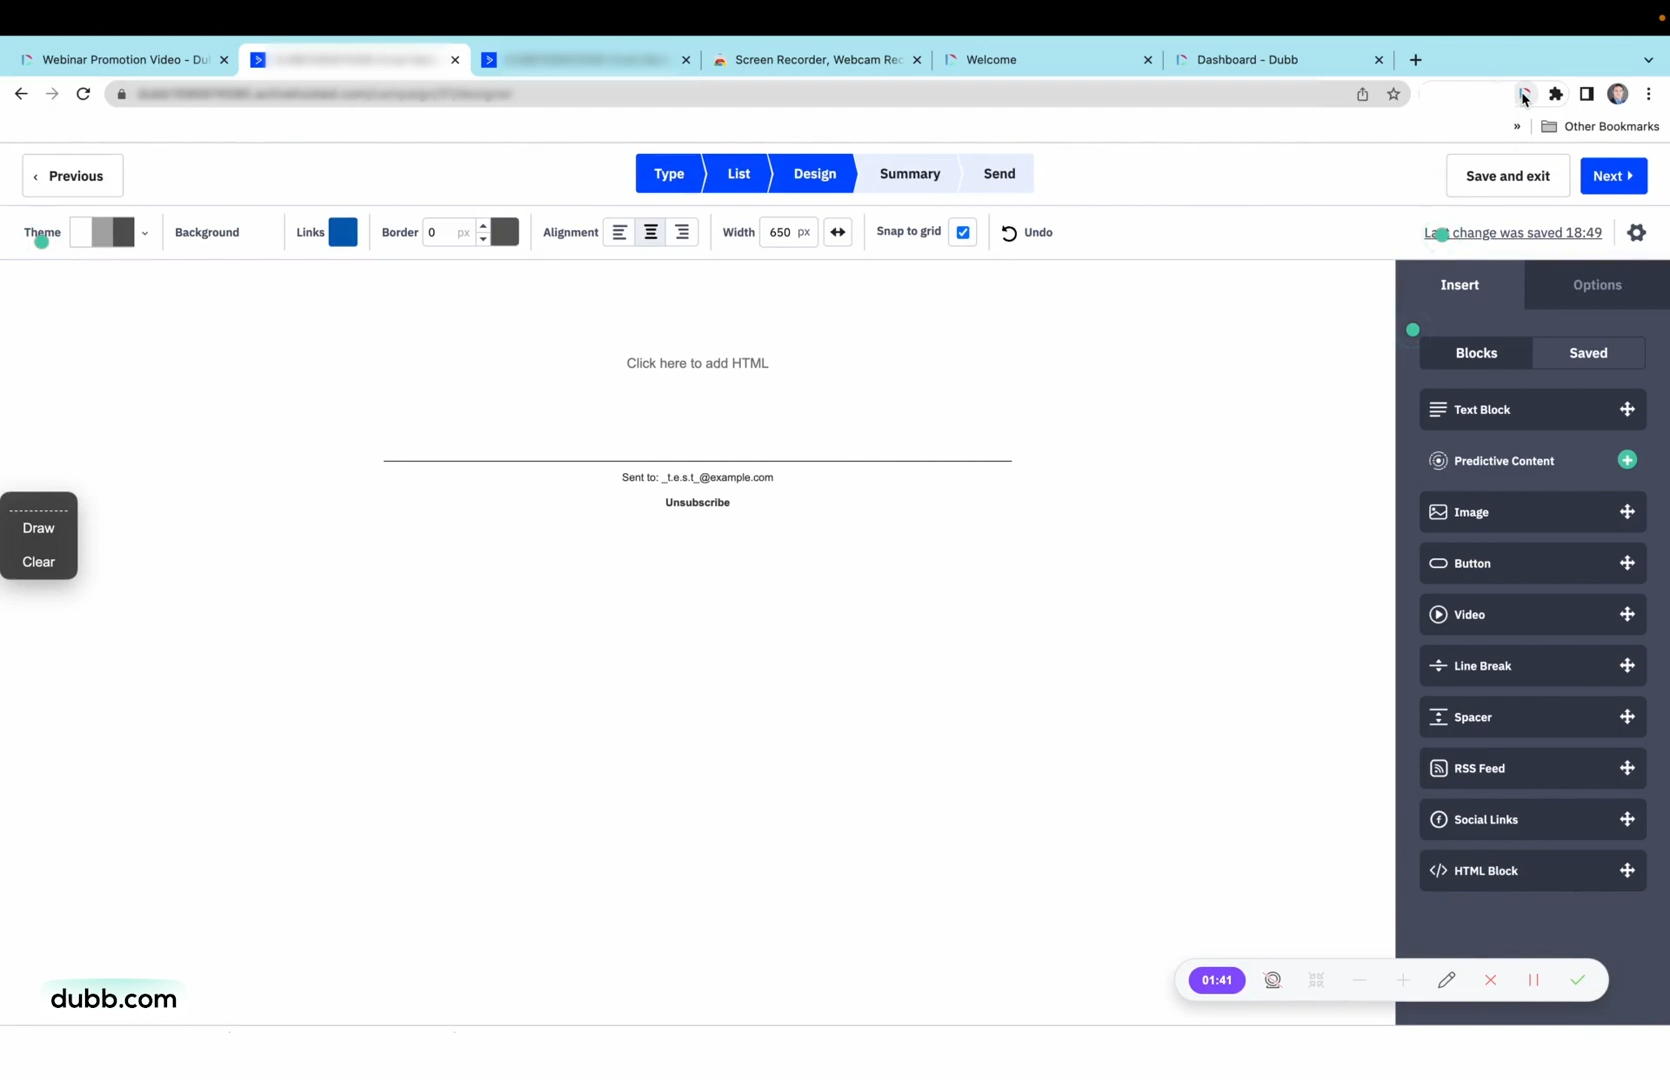 Webinar Promotion Video - Du
Screen Recorder, Webcam Rec
Welcome
Dashboard - Dubb
»
Other Bookmarks
Previous
Type
List
Design
Summary
Send
Save and exit
Next
Theme
Background
Links
Border 0 px
Alignment
Width 650 px
Snap to grid
Undo
Last change was saved 18:49
Insert
Options
Click here to add HTML
Blocks
Saved
Text Block
Predictive Content
Sent to: _t.e.s.t_@example.com
Unsubscribe
Image
Draw
Clear
Button
Video
Line Break
Spacer
RSS Feed
Social Links
HTML Block
01:41
dubb.com